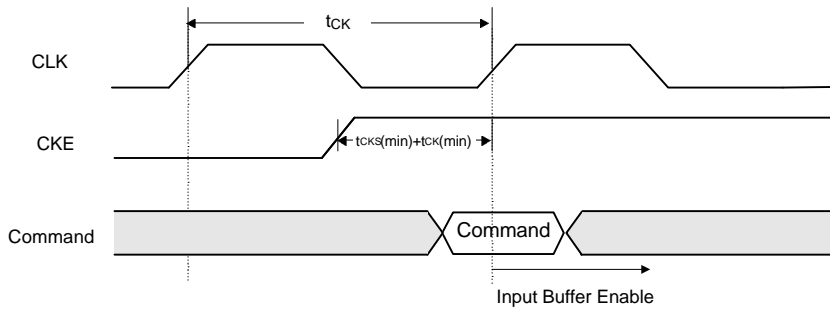 tCK
CLK
CKE
tCKS(min)+tCK(min)
Command
Command
Input Buffer Enable